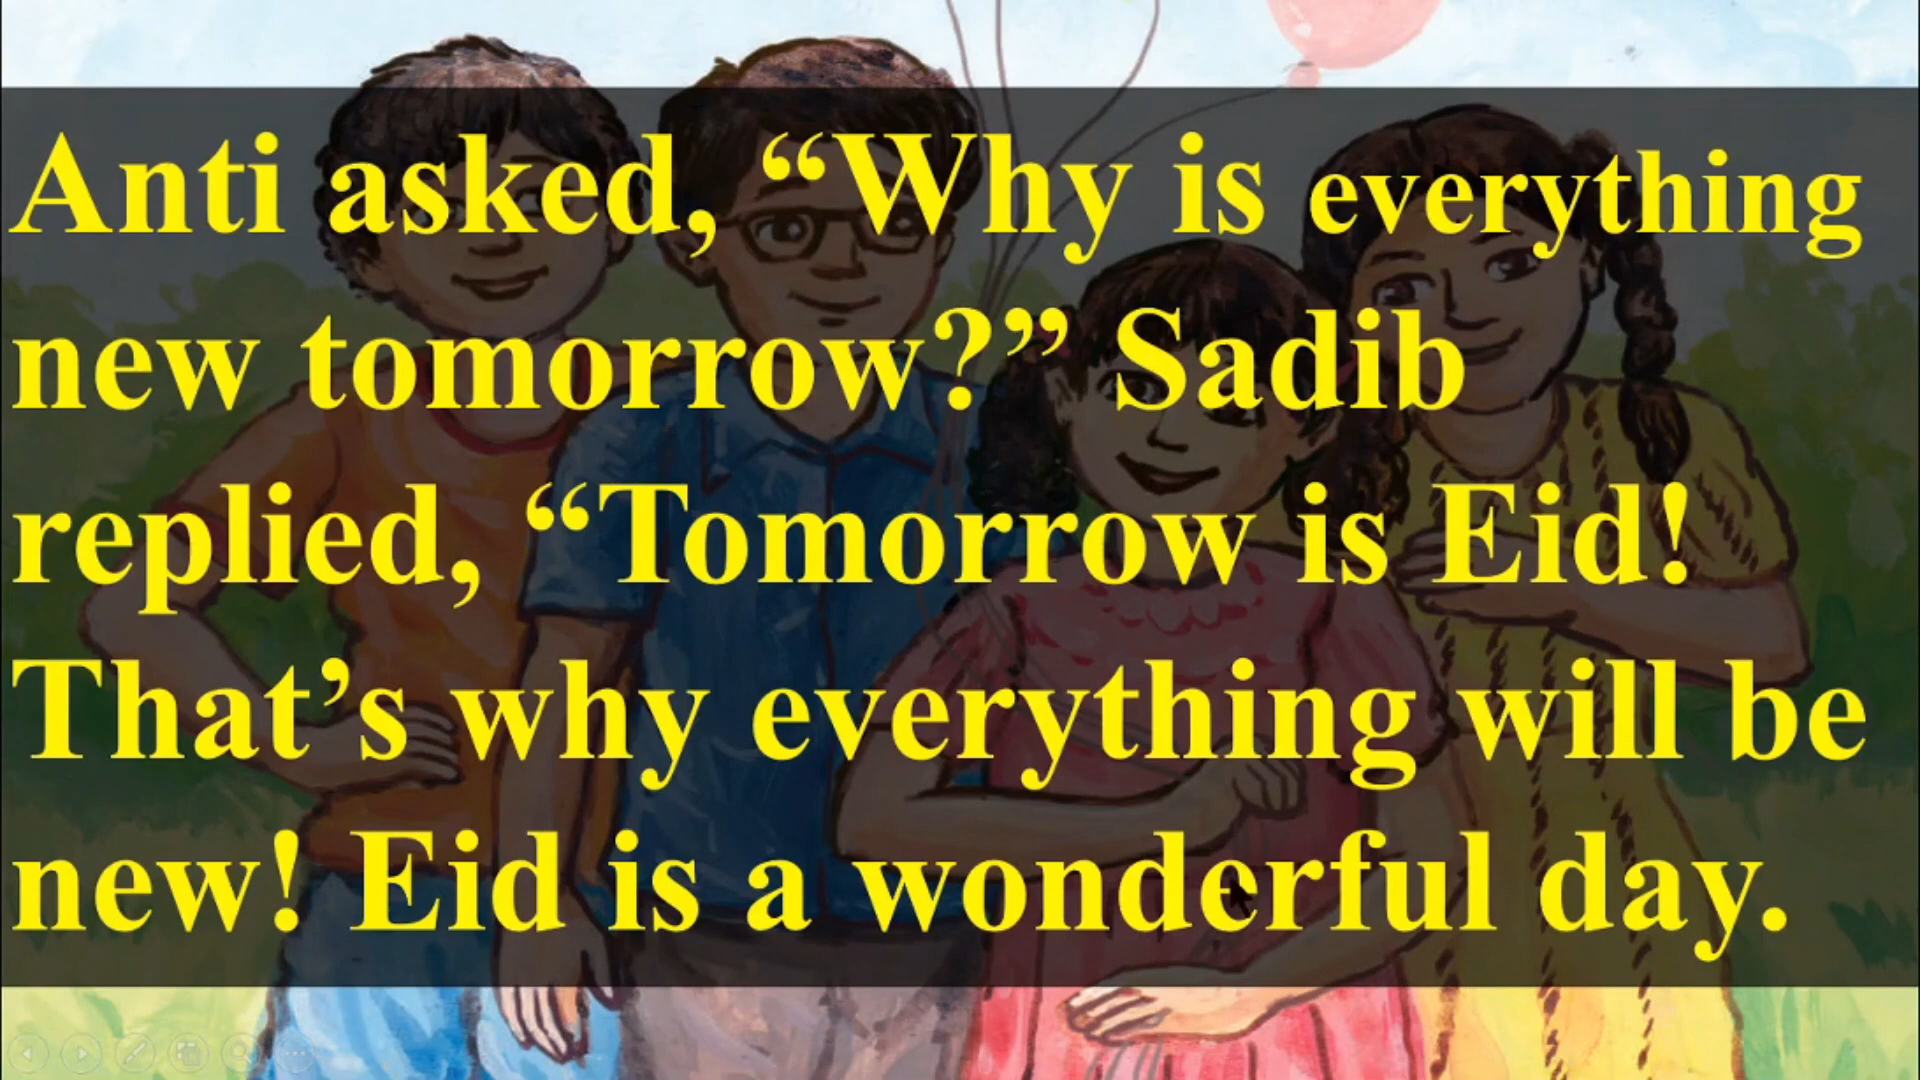 Anti asked, “Why is everything
new tomorrow?” Sadib
replied, “Tomorrow is Eid!
That’s why everything will be
new! Eid is a wonderful day.